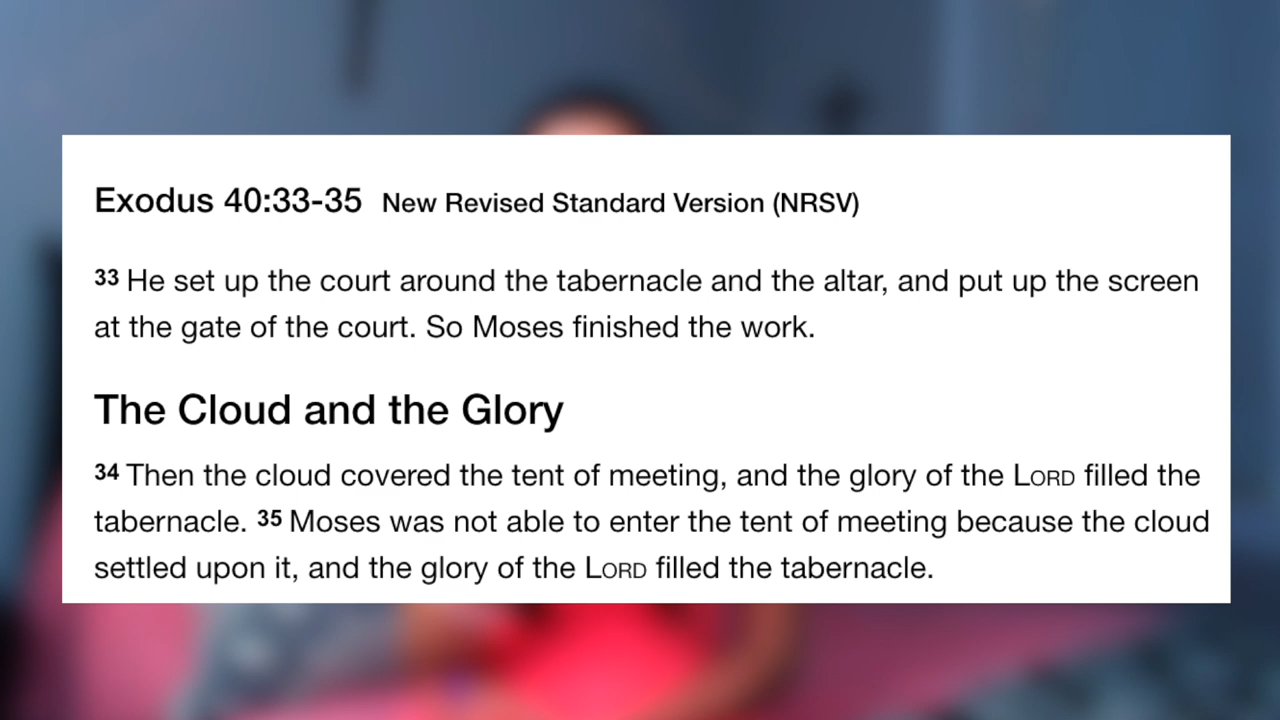 Exodus 40:33-35 New Revised Standard Version (NRSV)
33 He set up the court around the tabernacle and the altar, and put up the screen
at the gate of the court. So Moses finished the work.
The Cloud and the Glory
34 Then the cloud covered the tent of meeting, and the glory of the LORD filled the
tabernacle. 35 Moses was not able to enter the tent of meeting because the cloud
settled upon it, and the glory of the LORD filled the tabernacle.